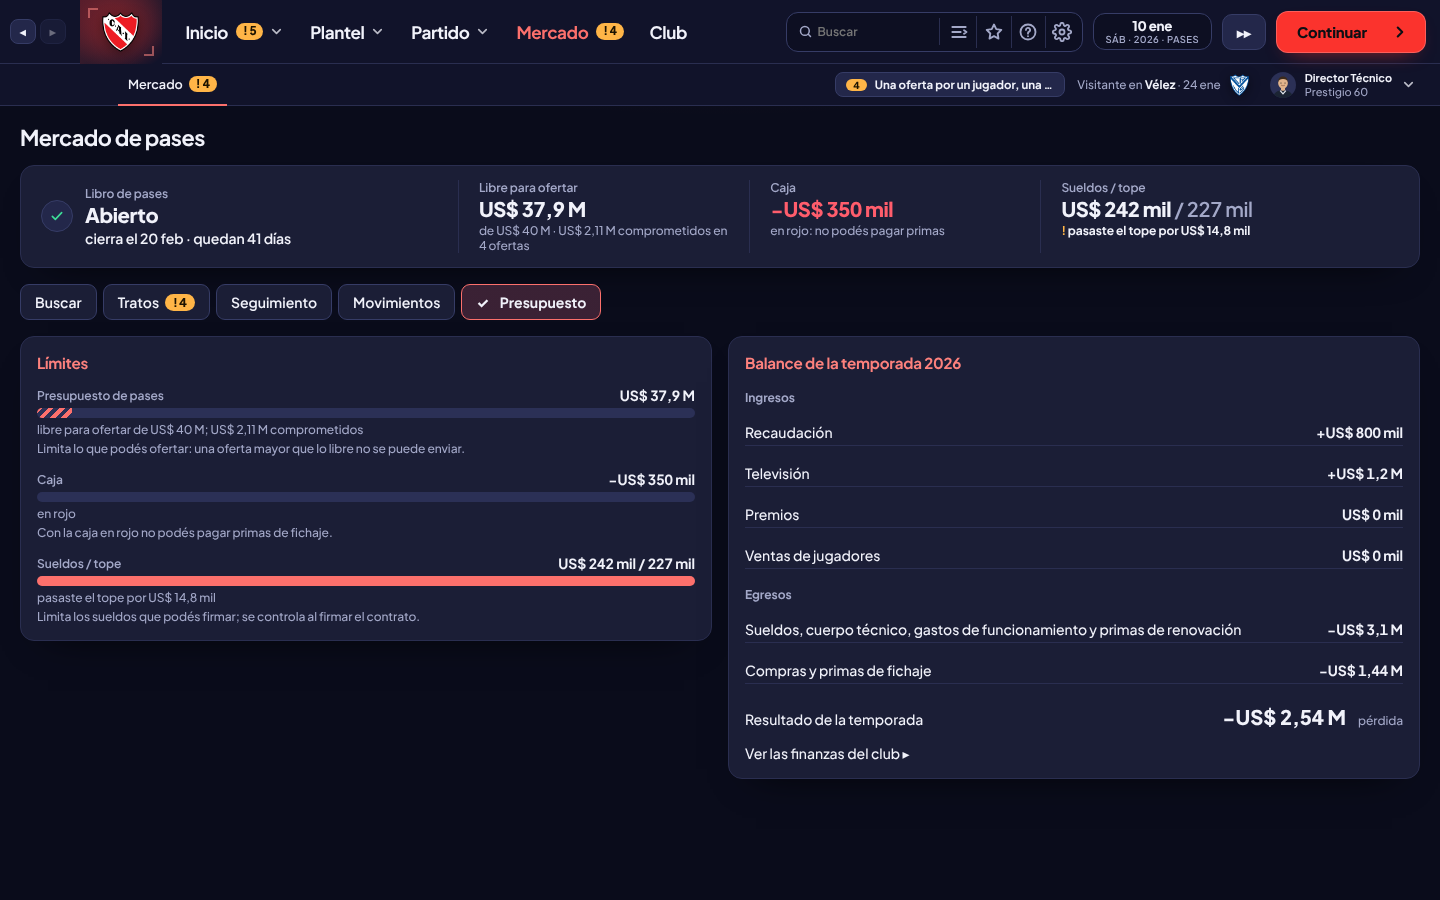 Inicio !5
Plantel
Partido
Mercado !4
Club
Buscar
10 ene
SÁB · 2026 · PASES
Continuar
Mercado !4
4 Una oferta por un jugador, una ...
Visitante en Vélez · 24 ene
Director Técnico
Prestigio 60
Mercado de pases
Libro de pases
Abierto
cierra el 20 feb · quedan 41 días
Libre para ofertar
US$ 37,9 M
de US$ 40 M · US$ 2,11 M comprometidos en
4 ofertas
Caja
−US$ 350 mil
en rojo: no podés pagar primas
Sueldos / tope
US$ 242 mil / 227 mil
! pasaste el tope por US$ 14,8 mil
Buscar
Tratos !4
Seguimiento
Movimientos
✓ Presupuesto
Límites
Presupuesto de pases US$ 37,9 M
libre para ofertar de US$ 40 M; US$ 2,11 M comprometidos
Limita lo que podés ofertar: una oferta mayor que lo libre no se puede enviar.
Caja −US$ 350 mil
en rojo
Con la caja en rojo no podés pagar primas de fichaje.
Sueldos / tope US$ 242 mil / 227 mil
pasaste el tope por US$ 14,8 mil
Limita los sueldos que podés firmar; se controla al firmar el contrato.
Balance de la temporada 2026
Ingresos
Recaudación +US$ 800 mil
Televisión +US$ 1,2 M
Premios US$ 0 mil
Ventas de jugadores US$ 0 mil
Egresos
Sueldos, cuerpo técnico, gastos de funcionamiento y primas de renovación −US$ 3,1 M
Compras y primas de fichaje −US$ 1,44 M
Resultado de la temporada −US$ 2,54 M pérdida
Ver las finanzas del club ▸